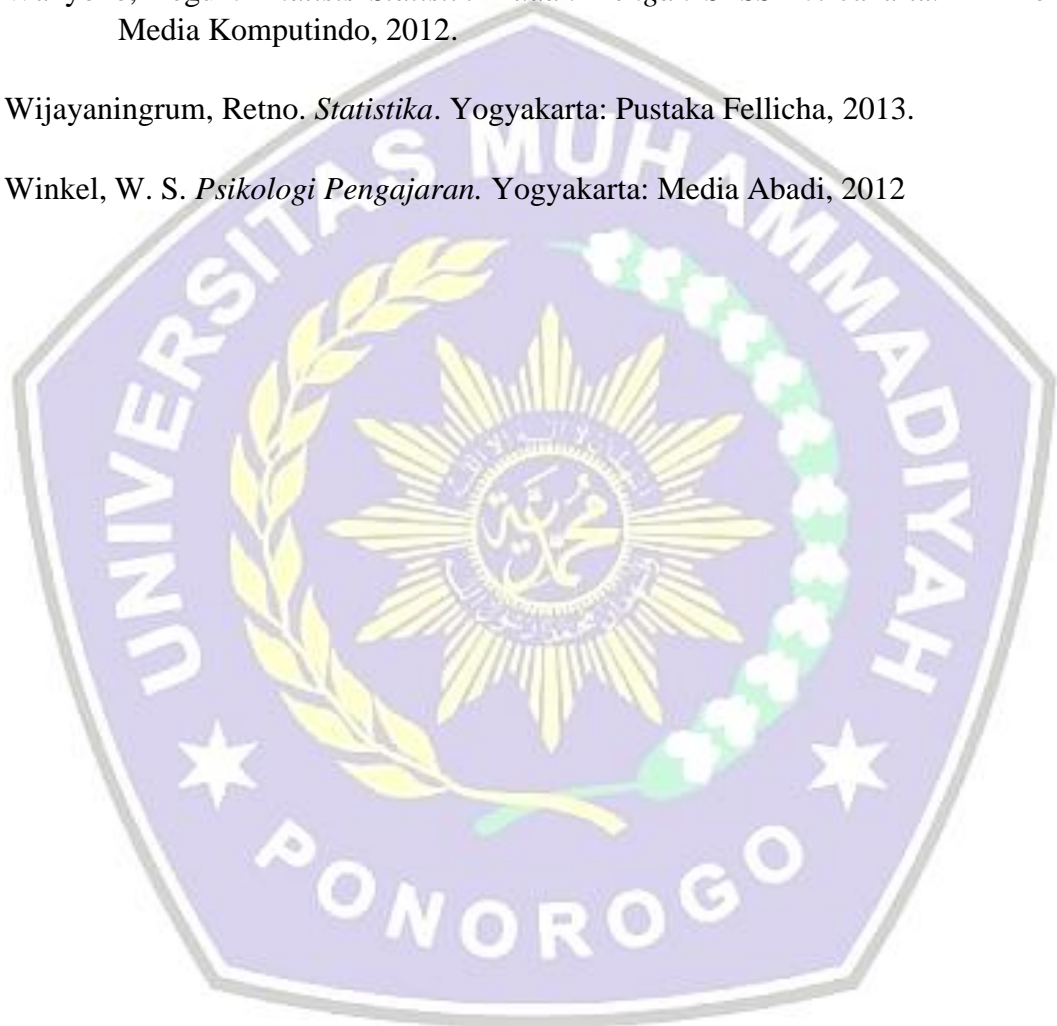 Media Komputindo, 2012.
Wijayaningrum, Retno. Statistika. Yogyakarta: Pustaka Fellicha, 2013.
Winkel, W. S. Psikologi Pengajaran. Yogyakarta: Media Abadi, 2012
UNIVERSITAS MUHAMMADIYAH
محمدية
PONOROGO